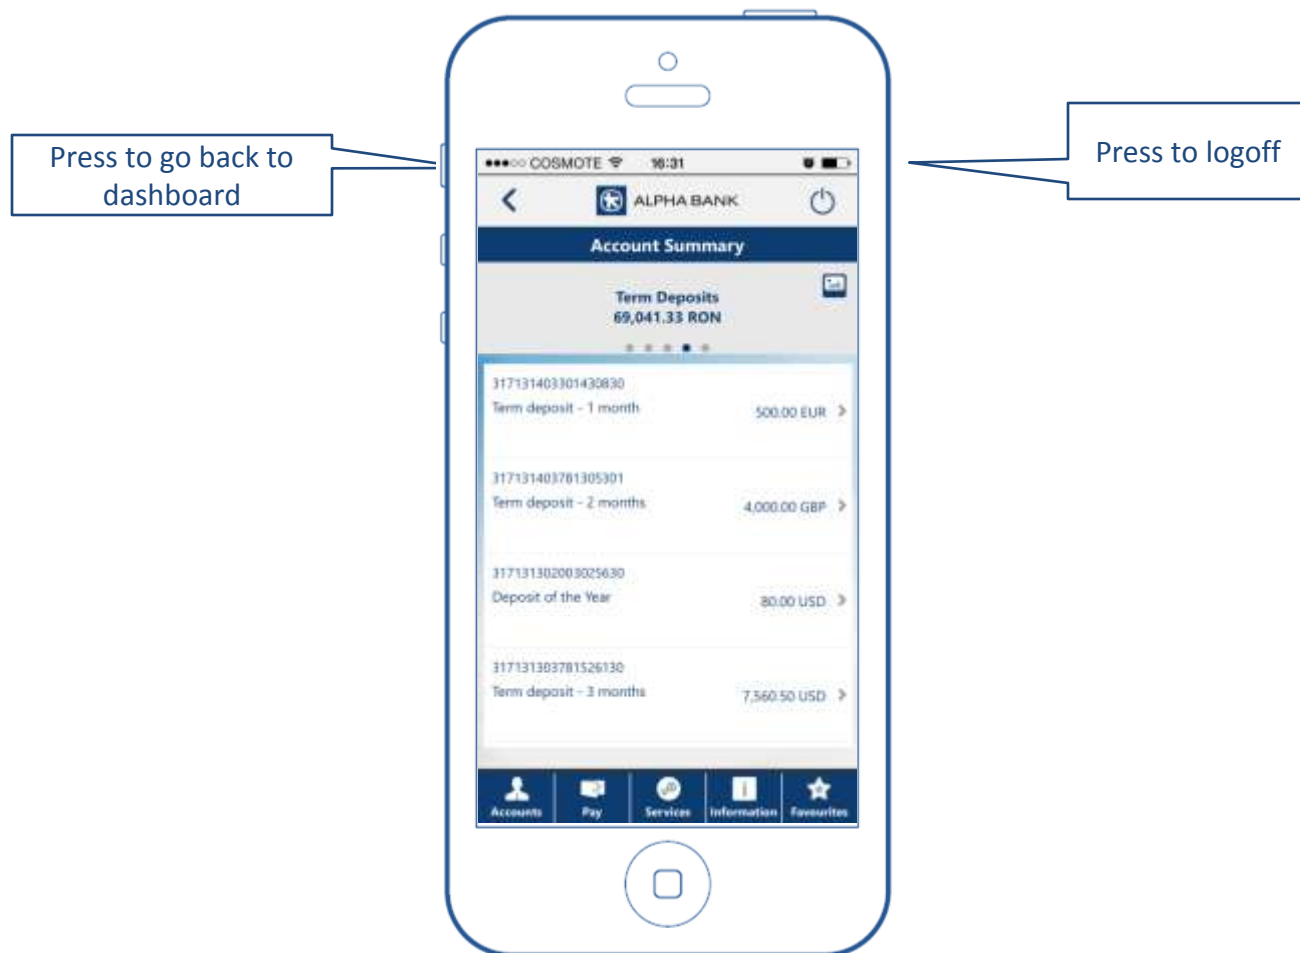 Press to go back to
dashboard
Press to logoff
COSMOTE 16:31
ALPHA BANK
Account Summary
Term Deposits
69,041.33 RON
317131403301430830
Term deposit - 1 month
500.00 EUR
317131403781305301
Term deposit - 2 months
4,000.00 GBP
317131302003025630
Deposit of the Year
80.00 USD
317131303781526130
Term deposit - 3 months
7,560.50 USD
Accounts Pay Services Information Favourites